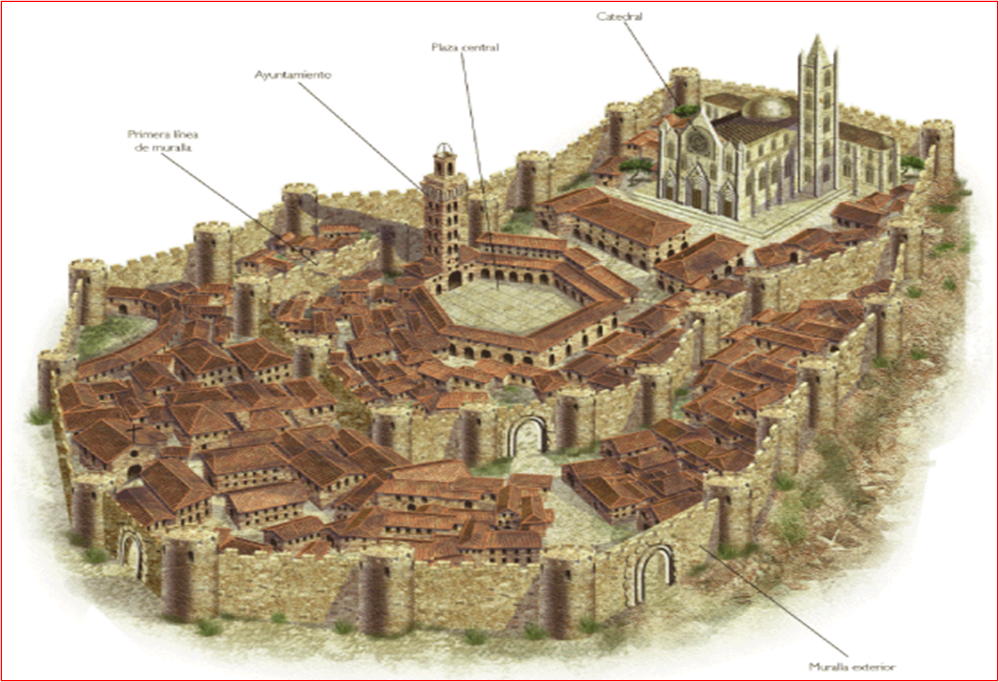 Catedral
Plaza central
Ayuntamiento
Primera línea
de muralla
Muralla exterior